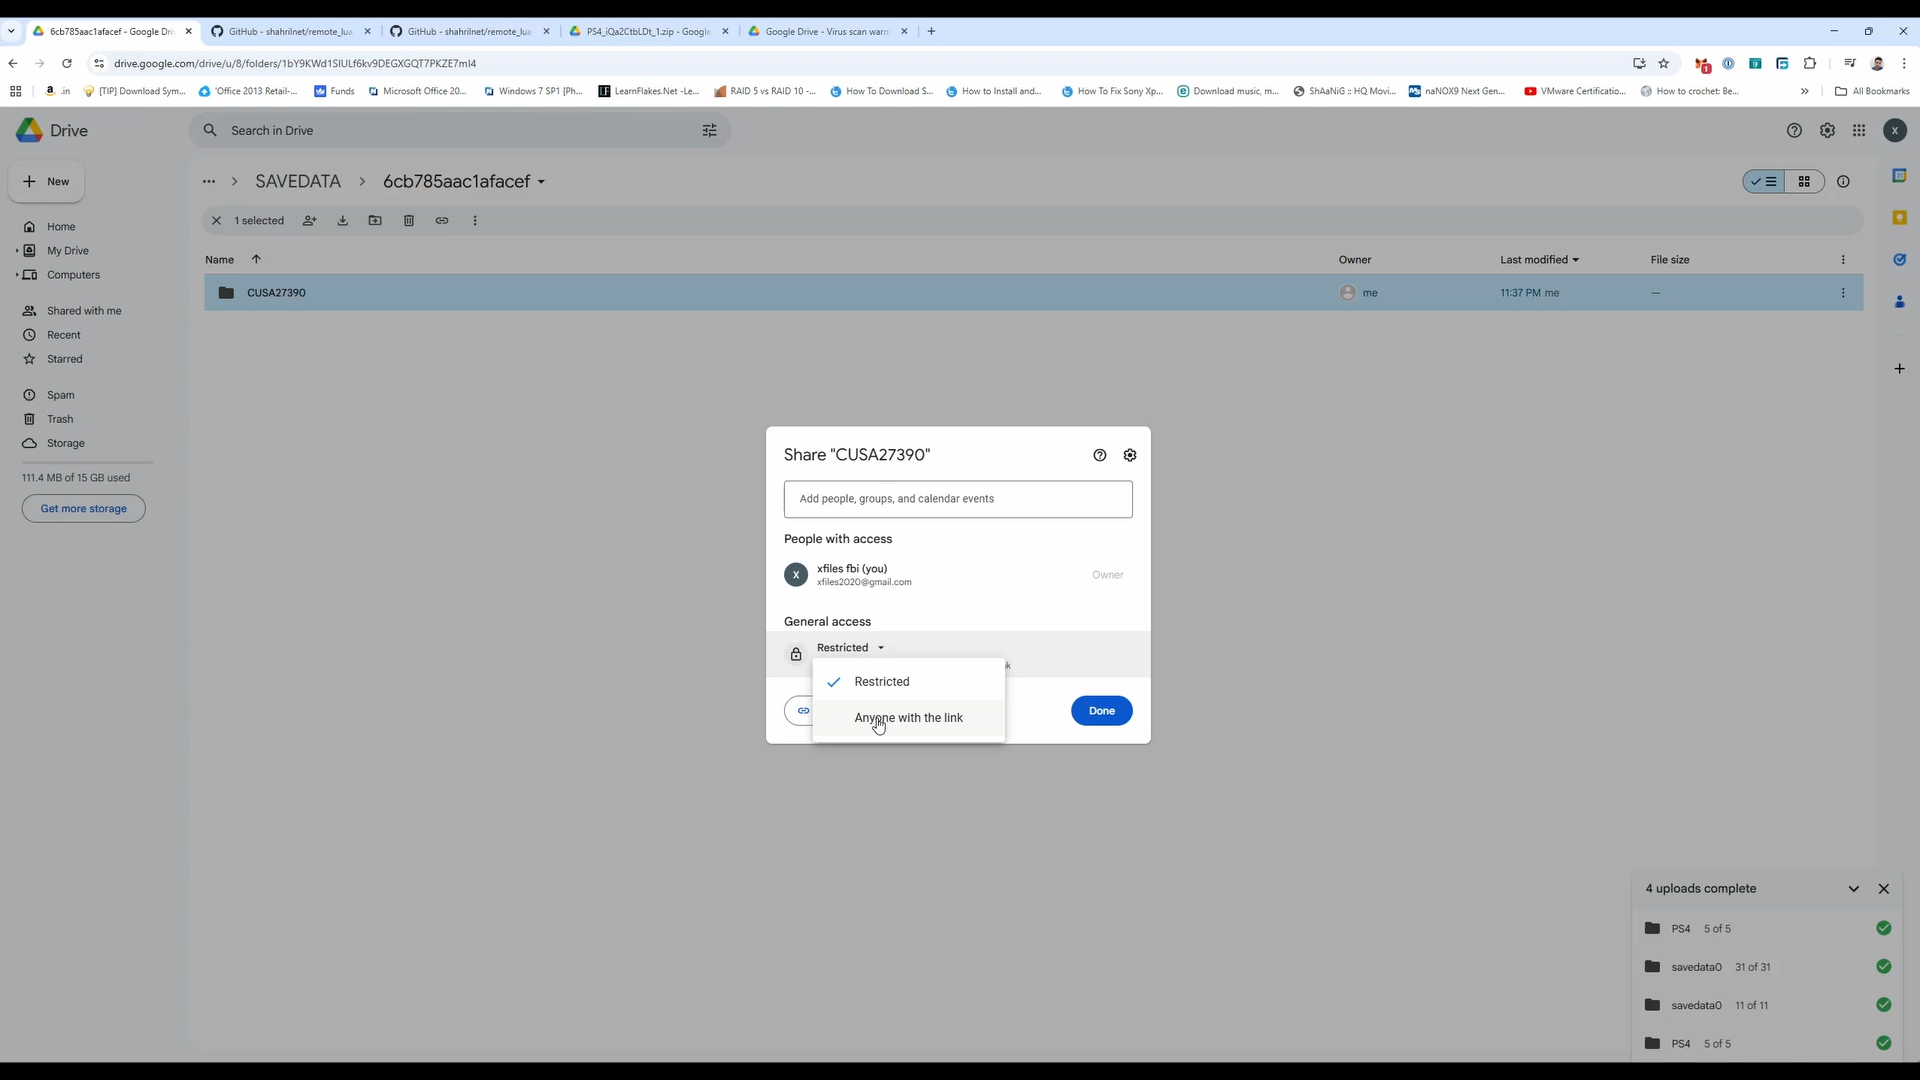 6cb785aac1afacef - Google Dri
GitHub - shahrilnet/remote_lua
GitHub - shahrilnet/remote_lua
PS4_iQa2CtbLDt_1.zip - Google
Google Drive - Virus scan warn
drive.google.com/drive/u/8/folders/1bY9KWd1SIULf6kv9DEGXGQT7PKZE7mI4
1
.in
[TIP] Download Sym...
'Office 2013 Retail-...
Funds
Microsoft Office 20...
Windows 7 SP1 [Ph...
LearnFlakes.Net -Le...
RAID 5 vs RAID 10 -...
How To Download S...
How to Install and...
How To Fix Sony Xp...
Download music, m...
ShAaNiG :: HQ Movi...
naNOX9 Next Gen...
VMware Certificatio...
How to crochet: Be...
All Bookmarks
Drive
Search in Drive
X
New
... > SAVEDATA > 6cb785aac1afacef
Home
My Drive
Computers
Shared with me
Recent
Starred
Spam
Trash
Storage
111.4 MB of 15 GB used
Get more storage
1 selected
Name
Owner
Last modified
File size
CUSA27390
me
11:37 PM me
—
Share "CUSA27390"
Add people, groups, and calendar events
People with access
X
xfiles fbi (you)
xfiles2020@gmail.com
Owner
General access
Restricted
Restricted
Anyone with the link
Done
4 uploads complete
PS4 5 of 5
savedata0 31 of 31
savedata0 11 of 11
PS4 5 of 5